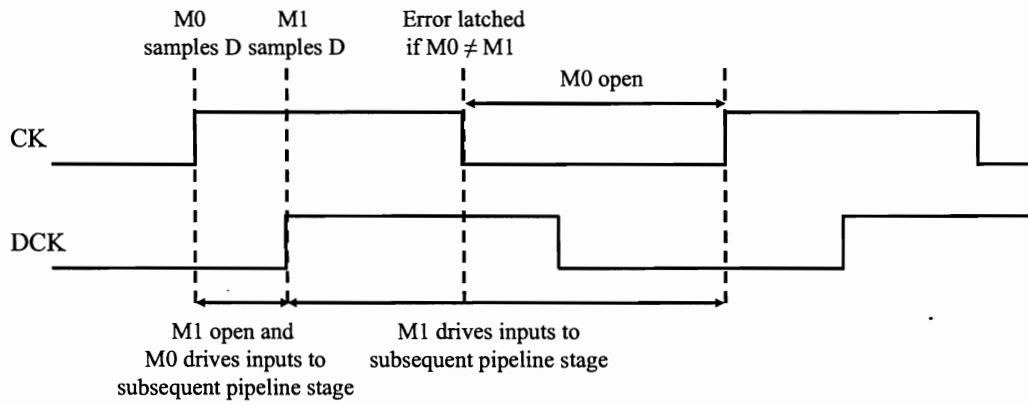 M0
samples D
M1
samples D
Error latched
if M0 ≠ M1
M0 open
CK
DCK
M1 open and
M0 drives inputs to
subsequent pipeline stage
M1 drives inputs to
subsequent pipeline stage